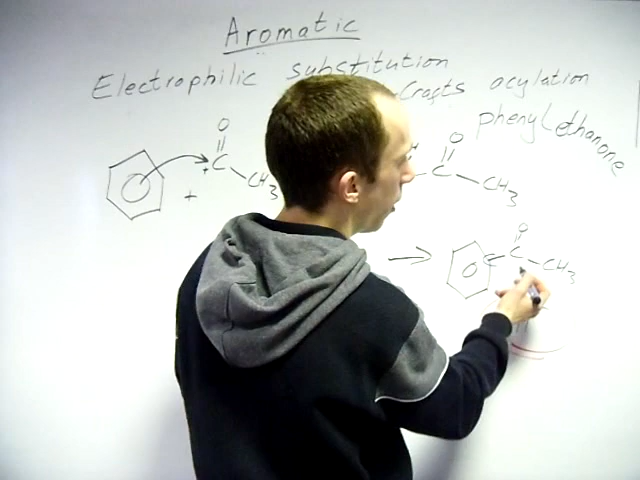 Aromatic
Electrophilic substitution
Crafts acylation
phenylethanone
O O
+ C C
+ CH3 CH3
O
C C CH3